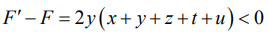 F′ − F = 2y(x + y + z + t + u) < 0